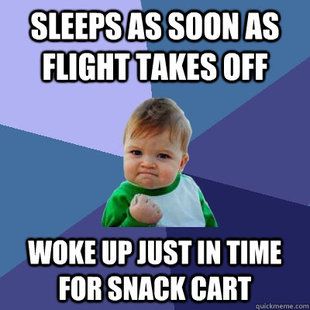 SLEEPS AS SOON AS
FLIGHT TAKES OFF
WOKE UP JUST IN TIME
FOR SNACK CART
quickmeme.com